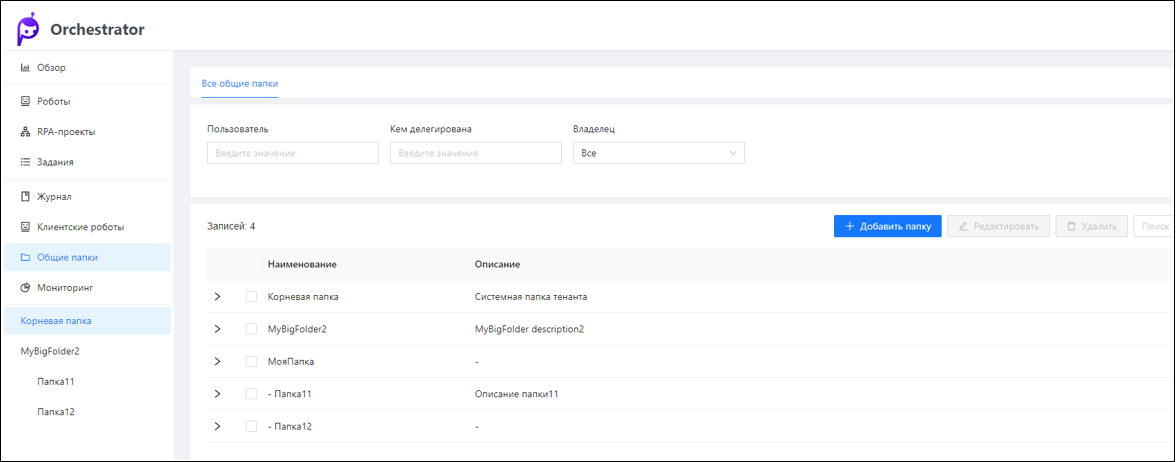 Orchestrator
Обзор
Роботы
RPA-проекты
Задания
Журнал
Клиентские роботы
Общие папки
Мониторинг
Корневая папка
MyBigFolder2
Папка11
Папка12
Все общие папки
Пользователь Кем делегирована Владелец
Введите значение Введите значение Все
Записей: 4 Добавить папку Редактировать Удалить Поиск
Наименование Описание
Корневая папка Системная папка тенанта
MyBigFolder2 MyBigFolder description2
МояПапка -
- Папка11 Описание папки11
- Папка12 -